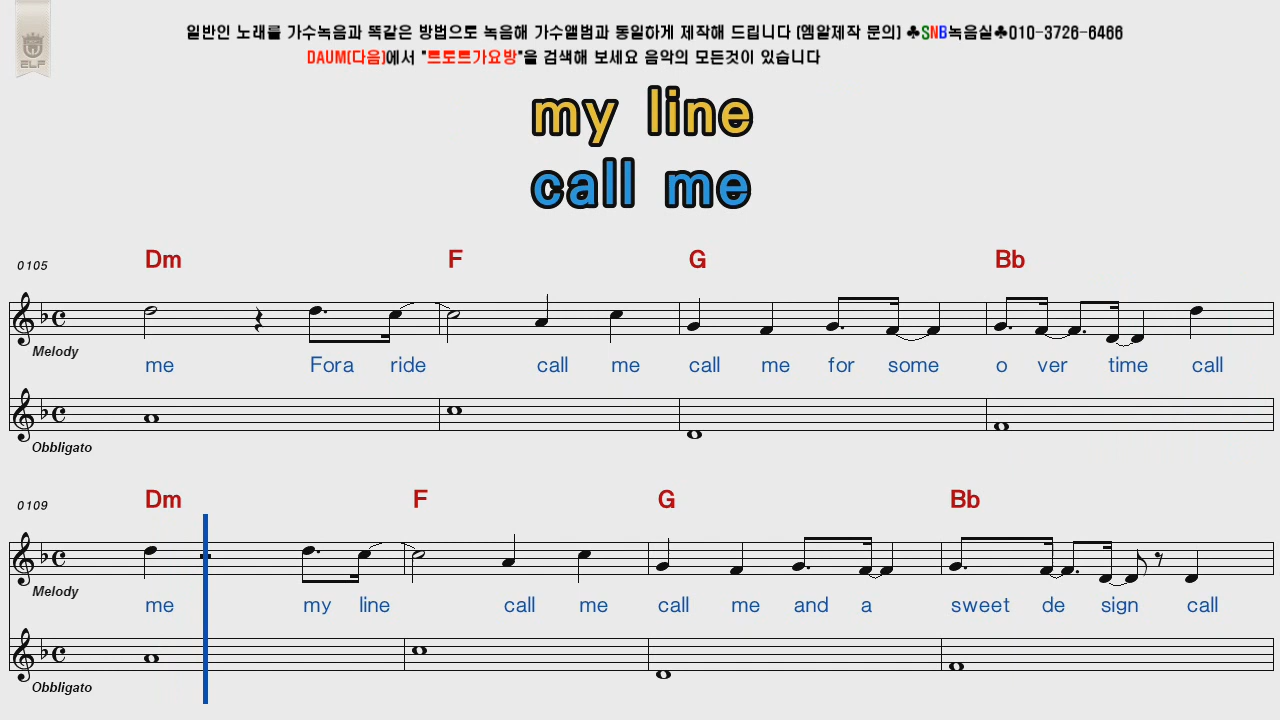 일반인 노래를 가수녹음과 똑같은 방법으로 녹음해 가수앨범과 동일하게 제작해 드립니다 (엠알제작 문의) ♣SNB녹음실♣010-3726-6466
DAUM(다음)에서 "트토트가요방"을 검색해 보세요 음악의 모든것이 있습니다
ELF
my line
call me
0105 Dm F G Bb
Melody
me Fora ride call me call me for some o ver time call
Obbligato
0109 Dm F G Bb
Melody
me my line call me call me and a sweet de sign call
Obbligato